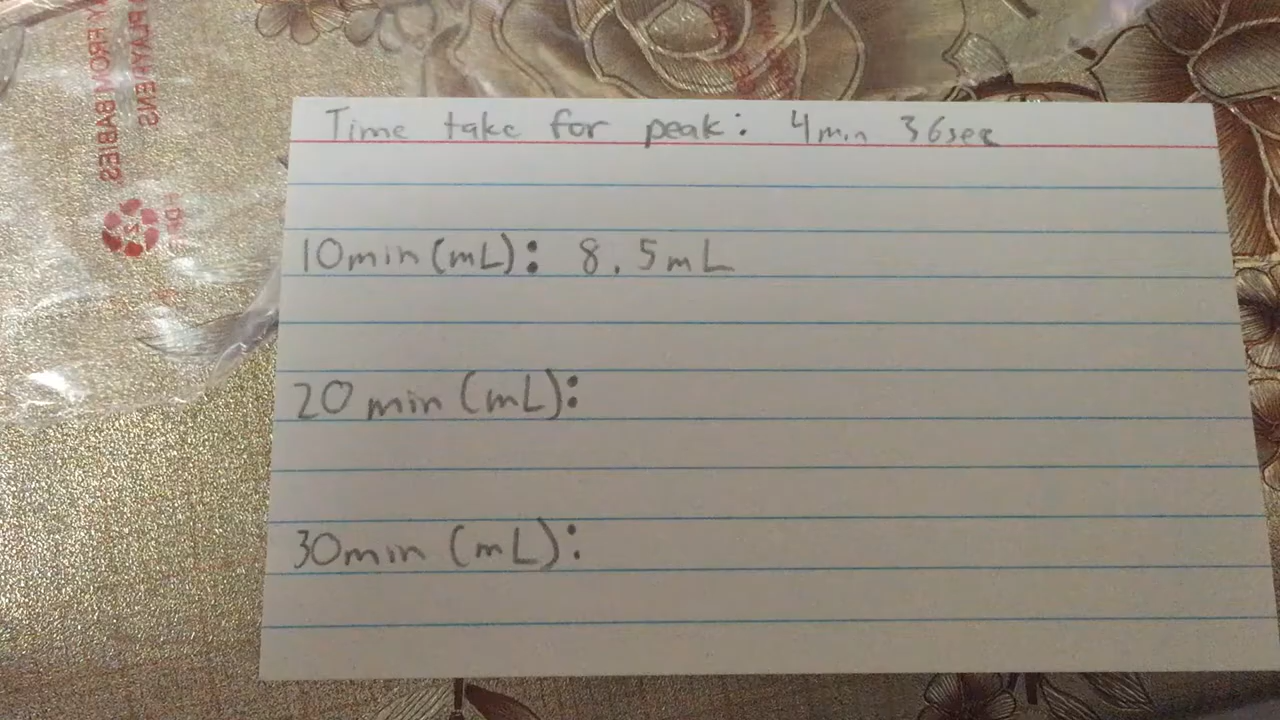 Time take for peak: 4min 36sec
10min(mL): 8.5mL
20 min (mL):
30min (mL):